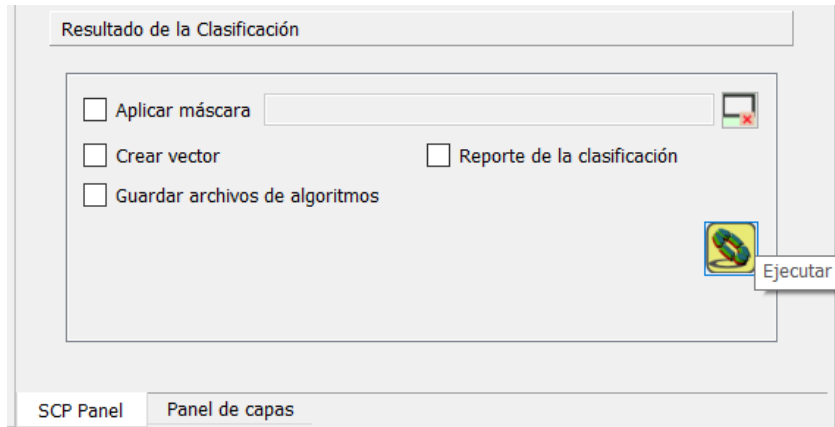 Resultado de la Clasificación
Aplicar máscara
Crear vector
Reporte de la clasificación
Guardar archivos de algoritmos
Ejecutar
SCP Panel
Panel de capas